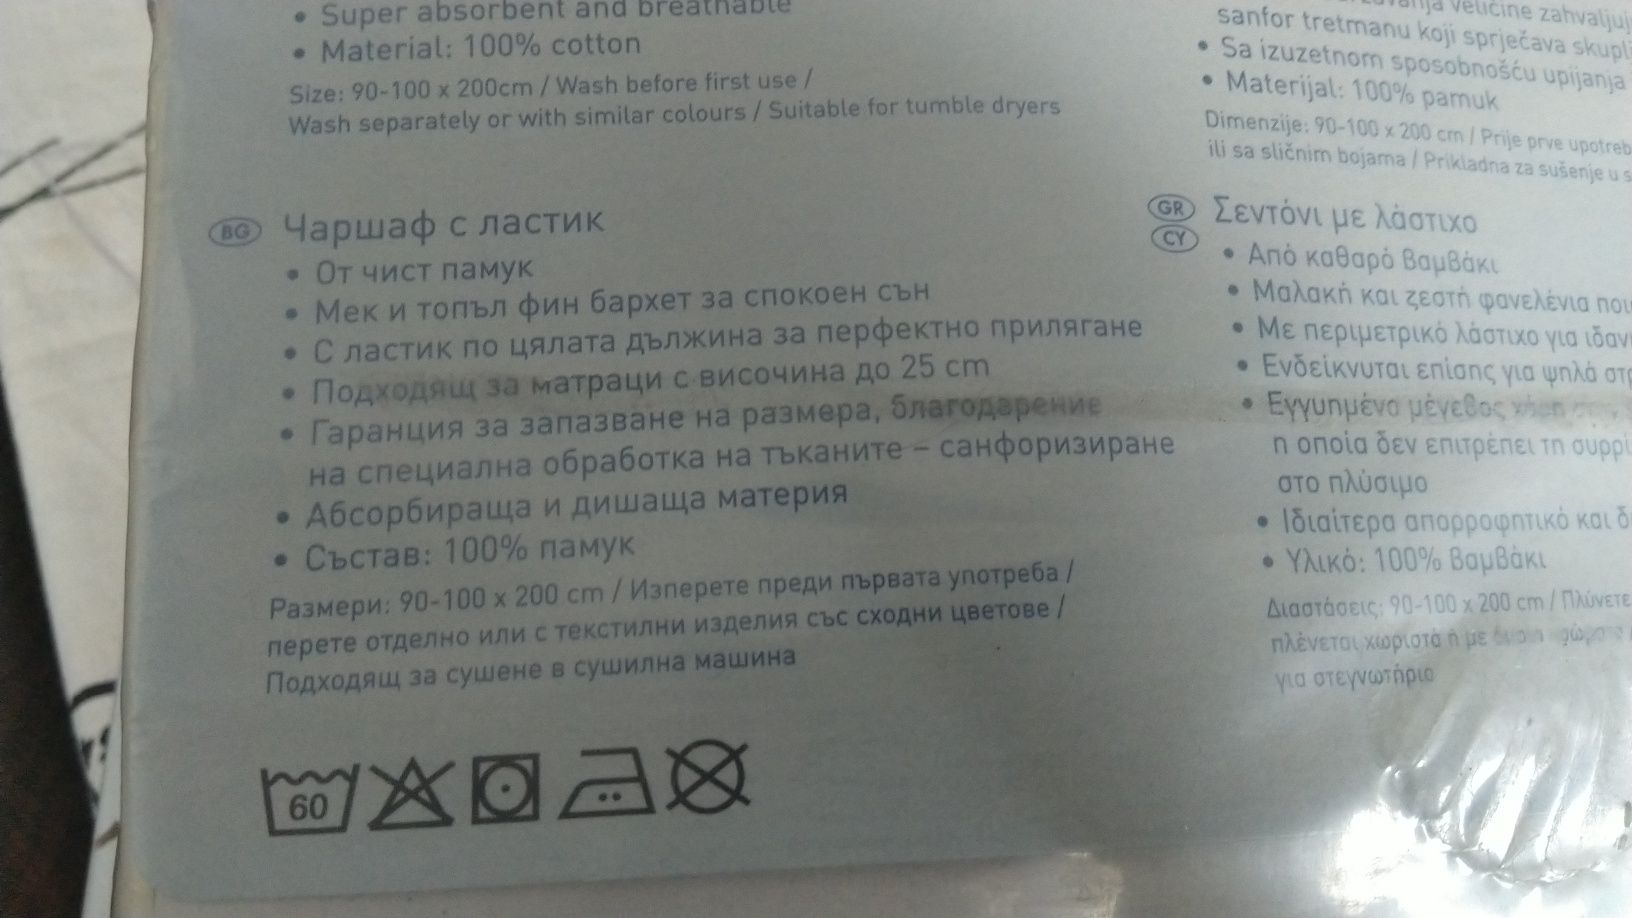 • Super absorbent and breathable
• Material: 100% cotton
Size: 90-100 x 200cm / Wash before first use /
Wash separately or with similar colours / Suitable for tumble dryers
veličine zahvaljuj
sanfor tretmanu koji sprječava skupl
• Sa izuzetnom sposobnošću upijanja
• Materijal: 100% pamuk
Dimenzije: 90-100 x 200 cm / Prije prve upotreb
ili sa sličnim bojama / Prikladna za sušenje u s
BG Чаршаф с ластик
• От чист памук
• Мек и топъл фин бархет за спокоен сън
• С ластик по цялата дължина за перфектно прилягане
• Подходящ за матраци с височина до 25 cm
• Гаранция за запазване на размера, благодарение
на специална обработка на тъканите – санфоризиране
• Абсорбираща и дишаща материя
• Състав: 100% памук
Размери: 90-100 x 200 cm / Изперете преди първата употреба /
перете отделно или с текстилни изделия със сходни цветове /
Подходящ за сушене в сушилна машина
GR Σεντόνι με λάστιχο
CY
• Από καθαρό βαμβάκι
• Μαλακή και ζεστή φανελένια που
• Με περιμετρικό λάστιχο για ιδαν
• Ενδείκνυται επίσης για ψηλά στρ
• Εγγυημένο μέγεθος
η οποία δεν επιτρέπει τη συρρί
στο πλύσιμο
• Ιδιαίτερα απορροφητικό και δ
• Υλικό: 100% βαμβάκι
Διαστάσεις: 90-100 x 200 cm / Πλύνετε
πλένεται χωριστά ή με
για στεγνωτήριο
60